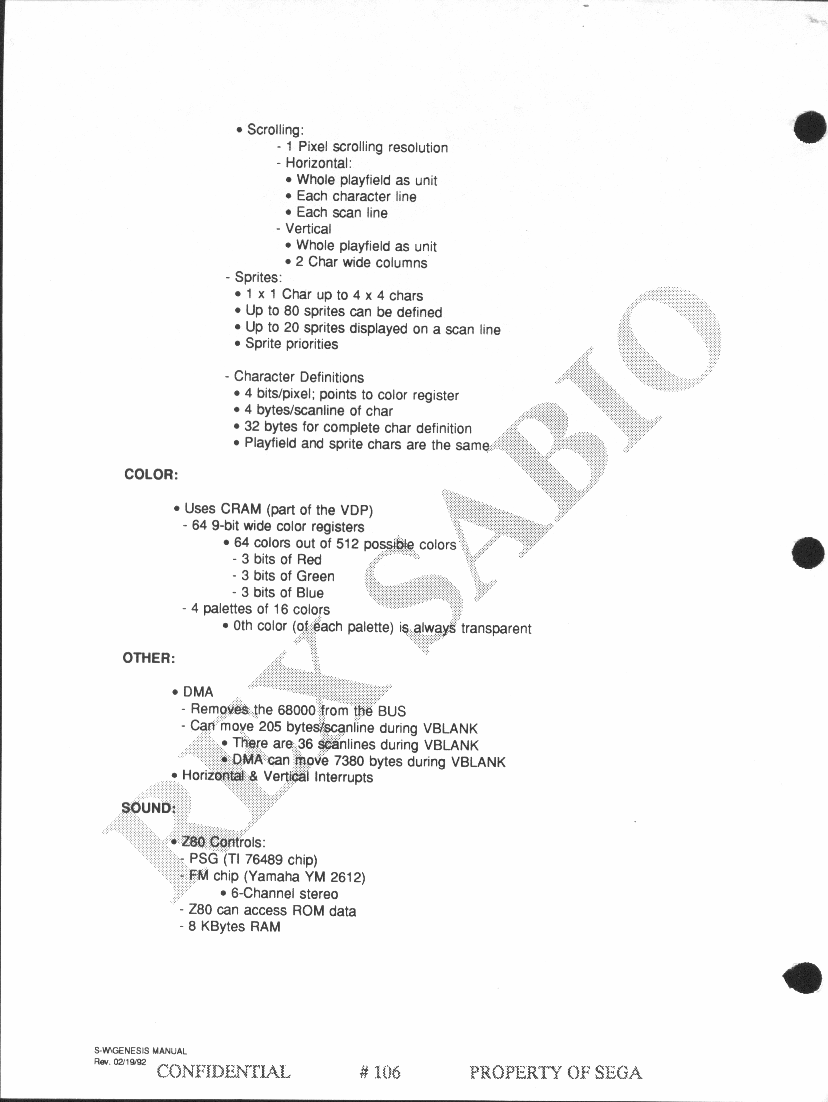 • Scrolling:
- 1 Pixel scrolling resolution
- Horizontal:
• Whole playfield as unit
• Each character line
• Each scan line
- Vertical
• Whole playfield as unit
• 2 Char wide columns
- Sprites:
• 1 x 1 Char up to 4 x 4 chars
• Up to 80 sprites can be defined
• Up to 20 sprites displayed on a scan line
• Sprite priorities
- Character Definitions
• 4 bits/pixel; points to color register
• 4 bytes/scanline of char
• 32 bytes for complete char definition
• Playfield and sprite chars are the same
COLOR:
• Uses CRAM (part of the VDP)
- 64 9-bit wide color registers
• 64 colors out of 512 possible colors
- 3 bits of Red
- 3 bits of Green
- 3 bits of Blue
- 4 palettes of 16 colors
• 0th color (of each palette) is always transparent
OTHER:
• DMA
- Removes the 68000 from the BUS
- Can move 205 bytes/scanline during VBLANK
• There are 36 scanlines during VBLANK
• DMA can move 7380 bytes during VBLANK
• Horizontal & Vertical Interrupts
SOUND:
• Z80 Controls:
- PSG (TI 76489 chip)
- FM chip (Yamaha YM 2612)
• 6-Channel stereo
- Z80 can access ROM data
- 8 KBytes RAM
REX SABIO
S-W\GENESIS MANUAL
Rev. 02/19/92
CONFIDENTIAL # 106 PROPERTY OF SEGA